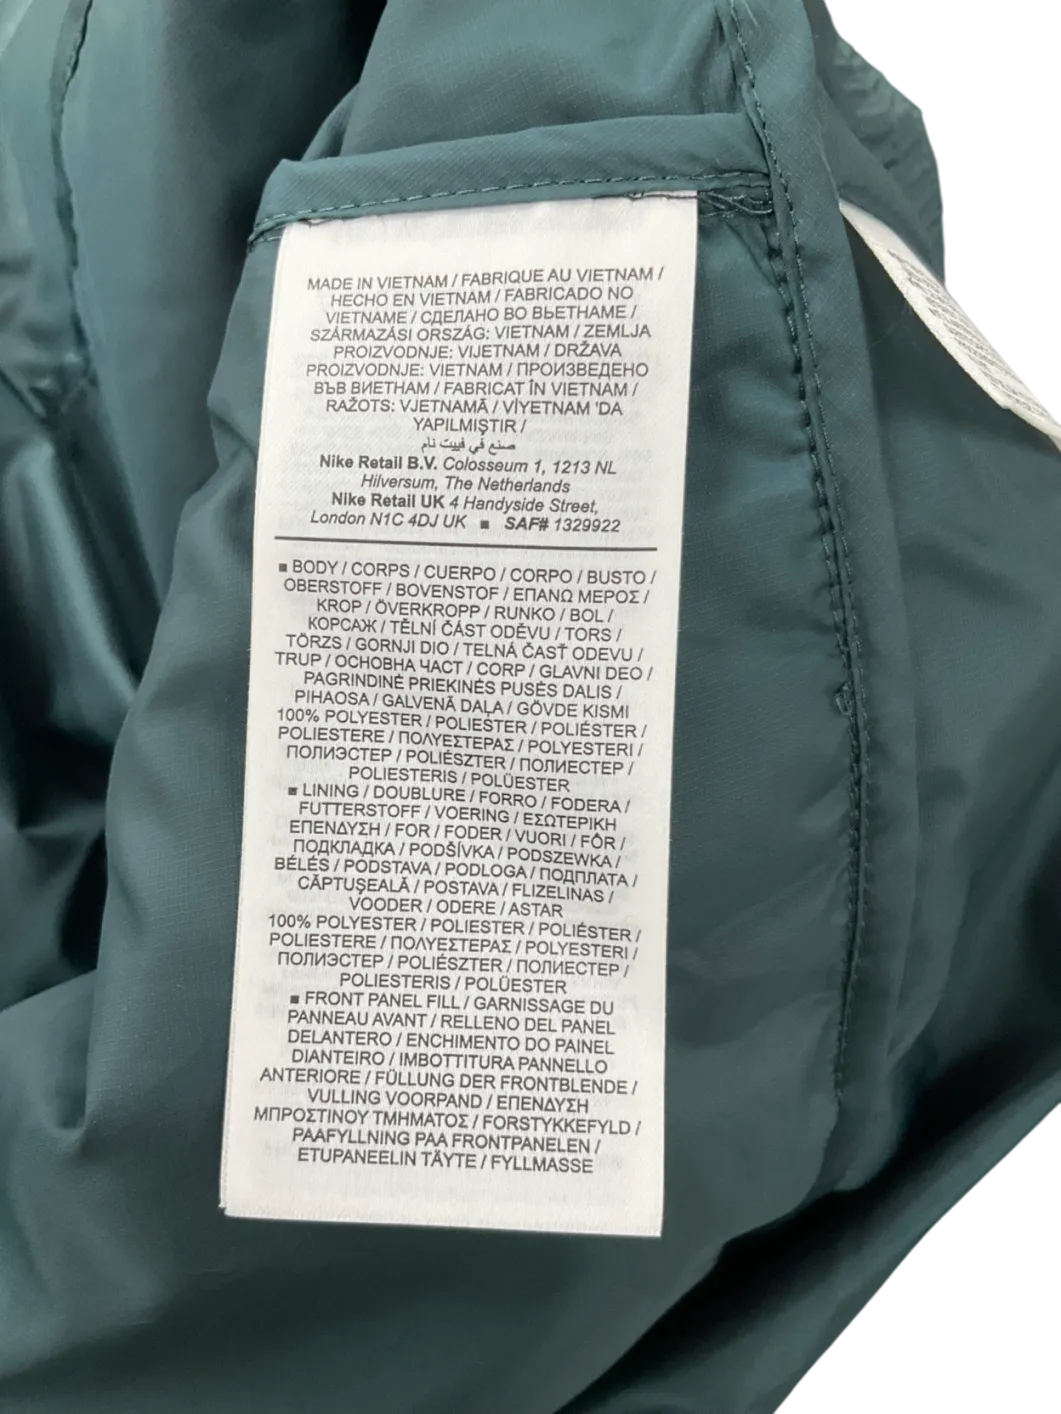 MADE IN VIETNAM / FABRIQUE AU VIETNAM /
HECHO EN VIETNAM / FABRICADO NO
VIETNAME / СДЕЛАНО ВО ВЬЕТНАМЕ /
SZÁRMAZÁSI ORSZÁG: VIETNAM / ZEMLJA
PROIZVODNJE: VIJETNAM / DRŽAVA
PROIZVODNJE: VIETNAM / ПРОИЗВЕДЕНО
ВЪВ ВИЕТНАМ / FABRICAT ÎN VIETNAM /
RAŽOTS: VJETNAMĀ / VİYETNAM 'DA
YAPILMIŞTIR /
صنع في فييت نام
Nike Retail B.V. Colosseum 1, 1213 NL
Hilversum, The Netherlands
Nike Retail UK 4 Handyside Street,
London N1C 4DJ UK ■ SAF# 1329922
■ BODY / CORPS / CUERPO / CORPO / BUSTO /
OBERSTOFF / BOVENSTOF / ΕΠΑΝΩ ΜΕΡΟΣ /
KROP / ÖVERKROPP / RUNKO / BOL /
КОРСАЖ / TĚLNÍ ČÁST ODĚVU / TORS /
TÖRZS / GORNJI DIO / TELNÁ ČASŤ ODEVU /
TRUP / ОСНОВНА ЧАСТ / CORP / GLAVNI DEO /
PAGRINDINĖ PRIEKINĖS PUSĖS DALIS /
PIHAOSA / GALVENĀ DAĻA / GÖVDE KISMI
100% POLYESTER / POLIESTER / POLIÉSTER /
POLIESTERE / ΠΟΛΥΕΣΤΕΡΑΣ / POLYESTERI /
ПОЛИЭСТЕР / POLIÉSZTER / ПОЛИЕСТЕР /
POLIESTERIS / POLÜESTER
■ LINING / DOUBLURE / FORRO / FODERA /
FUTTERSTOFF / VOERING / ΕΣΩΤΕΡΙΚΗ
ΕΠΕΝΔΥΣΗ / FOR / FODER / VUORI / FÔR /
ПОДКЛАДКА / PODŠÍVKA / PODSZEWKA /
BÉLÉS / PODSTAVA / PODLOGA / ПОДПЛАТА /
CĂPTUŞEALĂ / POSTAVA / FLIZELINAS /
VOODER / ODERE / ASTAR
100% POLYESTER / POLIESTER / POLIÉSTER /
POLIESTERE / ΠΟΛΥΕΣΤΕΡΑΣ / POLYESTERI /
ПОЛИЭСТЕР / POLIÉSZTER / ПОЛИЕСТЕР /
POLIESTERIS / POLÜESTER
■ FRONT PANEL FILL / GARNISSAGE DU
PANNEAU AVANT / RELLENO DEL PANEL
DELANTERO / ENCHIMENTO DO PAINEL
DIANTEIRO / IMBOTTITURA PANNELLO
ANTERIORE / FÜLLUNG DER FRONTBLENDE /
VULLING VOORPAND / ΕΠΕΝΔΥΣΗ
ΜΠΡΟΣΤΙΝΟΥ ΤΜΗΜΑΤΟΣ / FORSTYKKEFYLD /
PAAFYLLNING PAA FRONTPANELEN /
ETUPANEELIN TÄYTE / FYLLMASSE